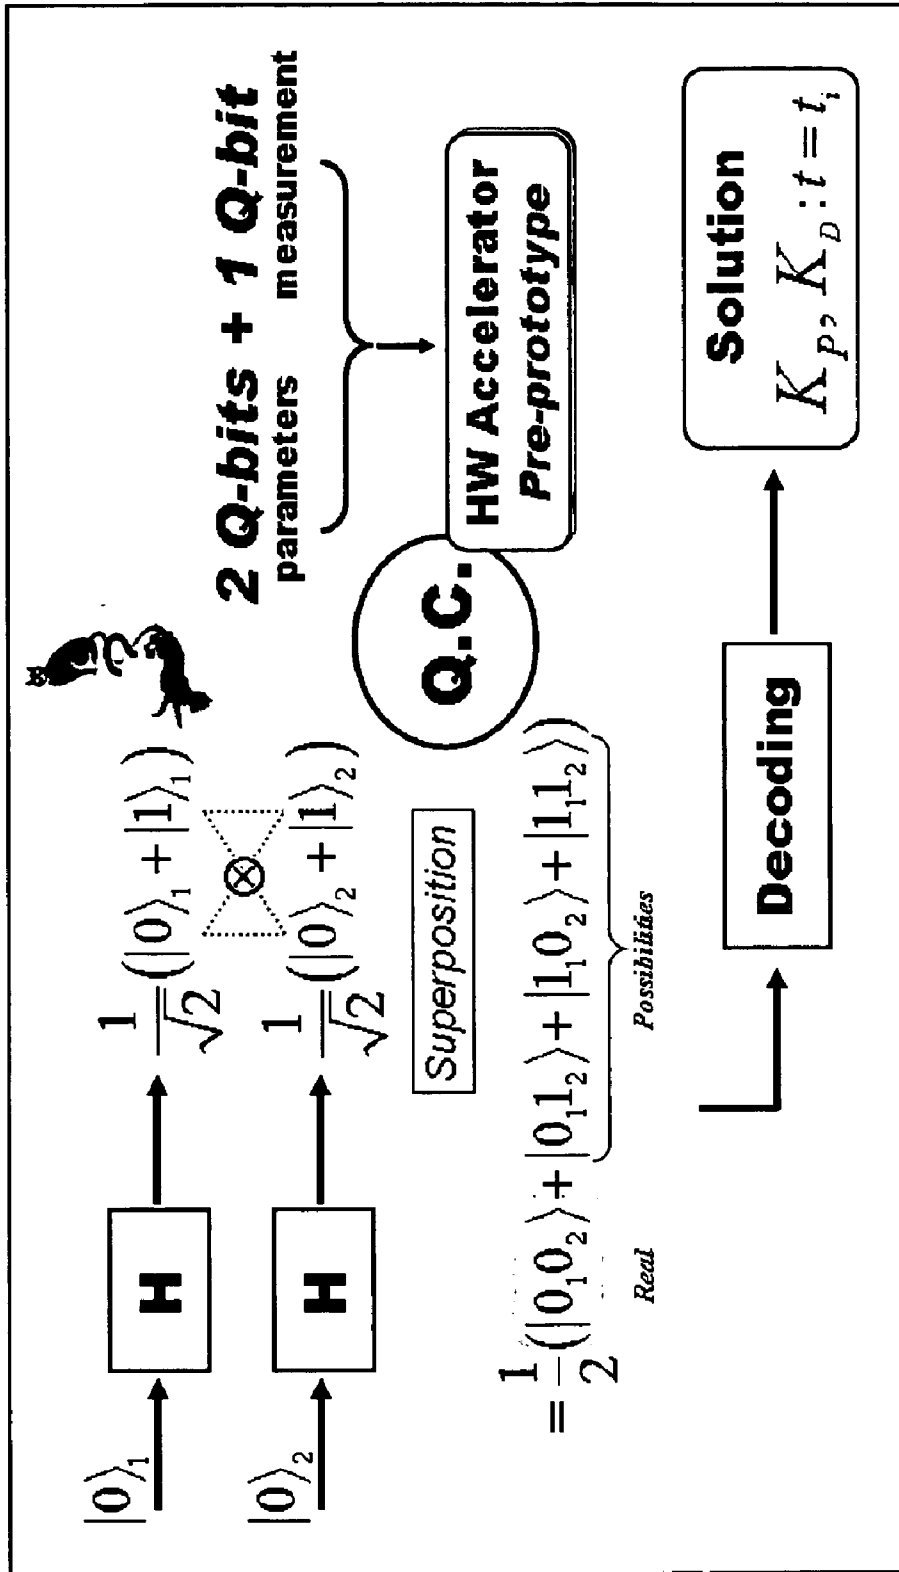 |0⟩₁
H
1/√2 (|0⟩₁ + |1⟩₁)
⊗
|0⟩₂
H
1/√2 (|0⟩₂ + |1⟩₂)
Superposition
= 1/2 (|0₁0₂⟩ + |0₁1₂⟩ + |1₁0₂⟩ + |1₁1₂⟩)
Real
Possibilities
2 Q-bits + 1 Q-bit
parameters measurement
Q.C.
HW Accelerator
Pre-prototype
Decoding
Solution
K_P, K_D : t = t_i